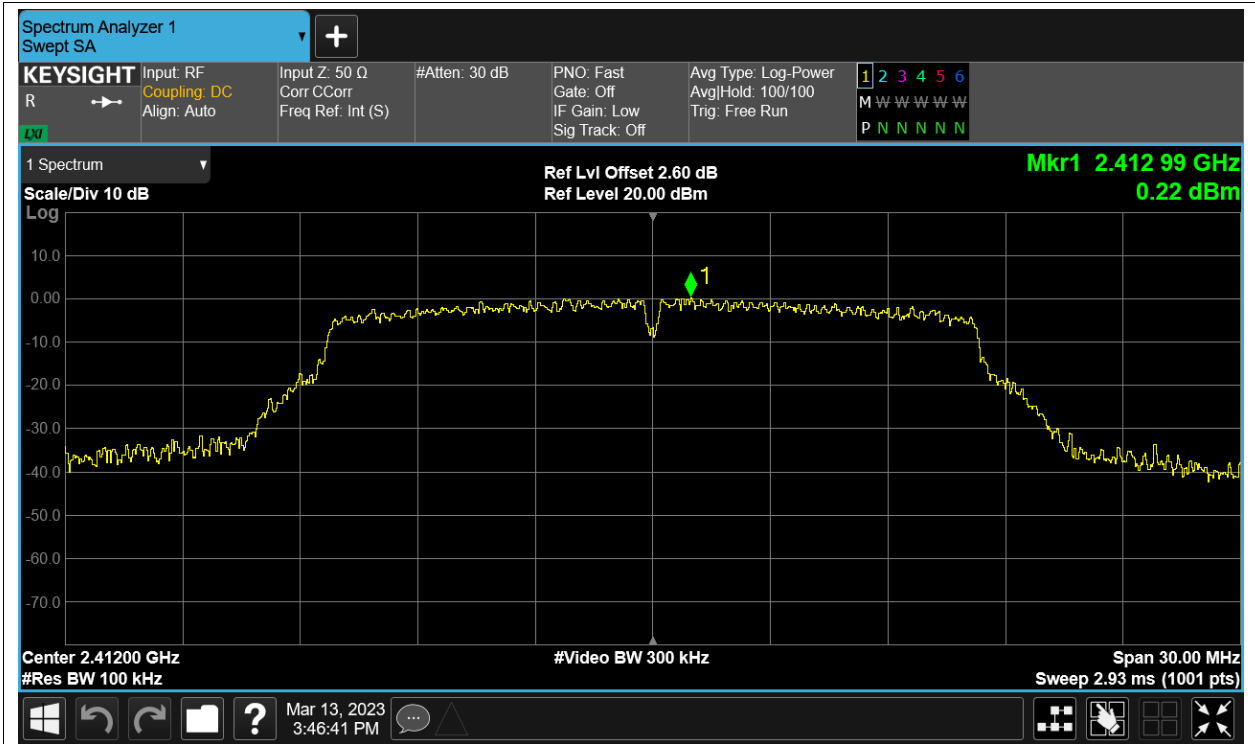 Spectrum Analyzer 1
Swept SA
KEYSIGHT
R
LXI
Input: RF
Coupling: DC
Align: Auto
Input Z: 50 Ω
Corr CCorr
Freq Ref: Int (S)
#Atten: 30 dB
PNO: Fast
Gate: Off
IF Gain: Low
Sig Track: Off
Avg Type: Log-Power
Avg|Hold: 100/100
Trig: Free Run
1 2 3 4 5 6
M W W W W W
P N N N N N
1 Spectrum
Scale/Div 10 dB
Log
Ref Lvl Offset 2.60 dB
Ref Level 20.00 dBm
Mkr1 2.412 99 GHz
0.22 dBm
1
10.0
0.00
-10.0
-20.0
-30.0
-40.0
-50.0
-60.0
-70.0
Center 2.41200 GHz
#Res BW 100 kHz
#Video BW 300 kHz
Span 30.00 MHz
Sweep 2.93 ms (1001 pts)
?
Mar 13, 2023
3:46:41 PM